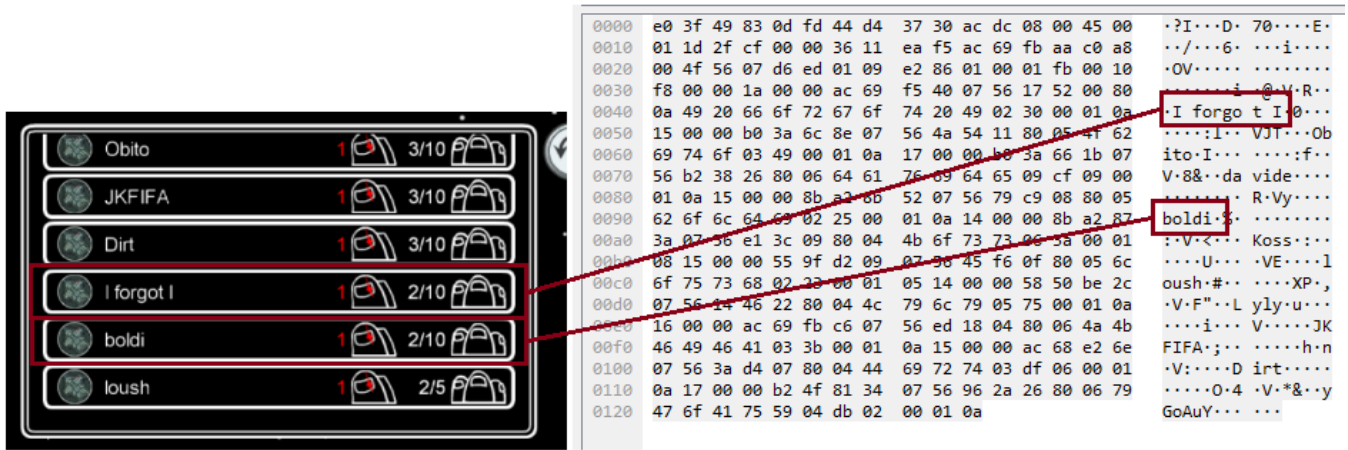 Obito 1 3/10
JKFIFA 1 3/10
Dirt 1 3/10
I forgot I 1 2/10
boldi 1 2/10
loush 1 2/5
0000 e0 3f 49 83 0d fd 44 d4 37 30 ac dc 08 00 45 00 ·?I···D· 70····E·
0010 01 1d 2f cf 00 00 36 11 ea f5 ac 69 fb aa c0 a8 ··/···6· ···i····
0020 00 4f 56 07 d6 ed 01 09 e2 86 01 00 01 fb 00 10 ·OV····· ········
0030 f8 00 00 1a 00 00 ac 69 f5 40 07 56 17 52 00 80 ·······i ·@·V·R··
0040 0a 49 20 66 6f 72 67 6f 74 20 49 02 30 00 01 0a ·I forgo t I·0···
0050 15 00 00 b0 3a 6c 8e 07 56 4a 54 11 80 05 4f 62 ····:l·· VJT···Ob
0060 69 74 6f 03 49 00 01 0a 17 00 00 b0 3a 66 1b 07 ito·I··· ····:f··
0070 56 b2 38 26 80 06 64 61 76 69 64 65 09 cf 09 00 V·8&··da vide····
0080 01 0a 15 00 00 8b a2 8b 52 07 56 79 c9 08 80 05 ········ R·Vy····
0090 62 6f 6c 64 69 02 25 00 01 0a 14 00 00 8b a2 87 boldi·%· ········
00a0 3a 07 56 e1 3c 09 80 04 4b 6f 73 73 06 3a 00 01 :·V·<··· Koss·:··
00b0 08 15 00 00 55 9f d2 09 07 56 45 f6 0f 80 05 6c ····U··· ·VE····l
00c0 6f 75 73 68 02 23 00 01 05 14 00 00 58 50 be 2c oush·#·· ····XP·,
00d0 07 56 14 46 22 80 04 4c 79 6c 79 05 75 00 01 0a ·V·F"··L yly·u···
00e0 16 00 00 ac 69 fb c6 07 56 ed 18 04 80 06 4a 4b ····i··· V·····JK
00f0 46 49 46 41 03 3b 00 01 0a 15 00 00 ac 68 e2 6e FIFA·;·· ·····h·n
0100 07 56 3a d4 07 80 04 44 69 72 74 03 df 06 00 01 ·V:····D irt·····
0110 0a 17 00 00 b2 4f 81 34 07 56 96 2a 26 80 06 79 ·····O·4 ·V·*&··y
0120 47 6f 41 75 59 04 db 02 00 01 0a GoAuY··· ···